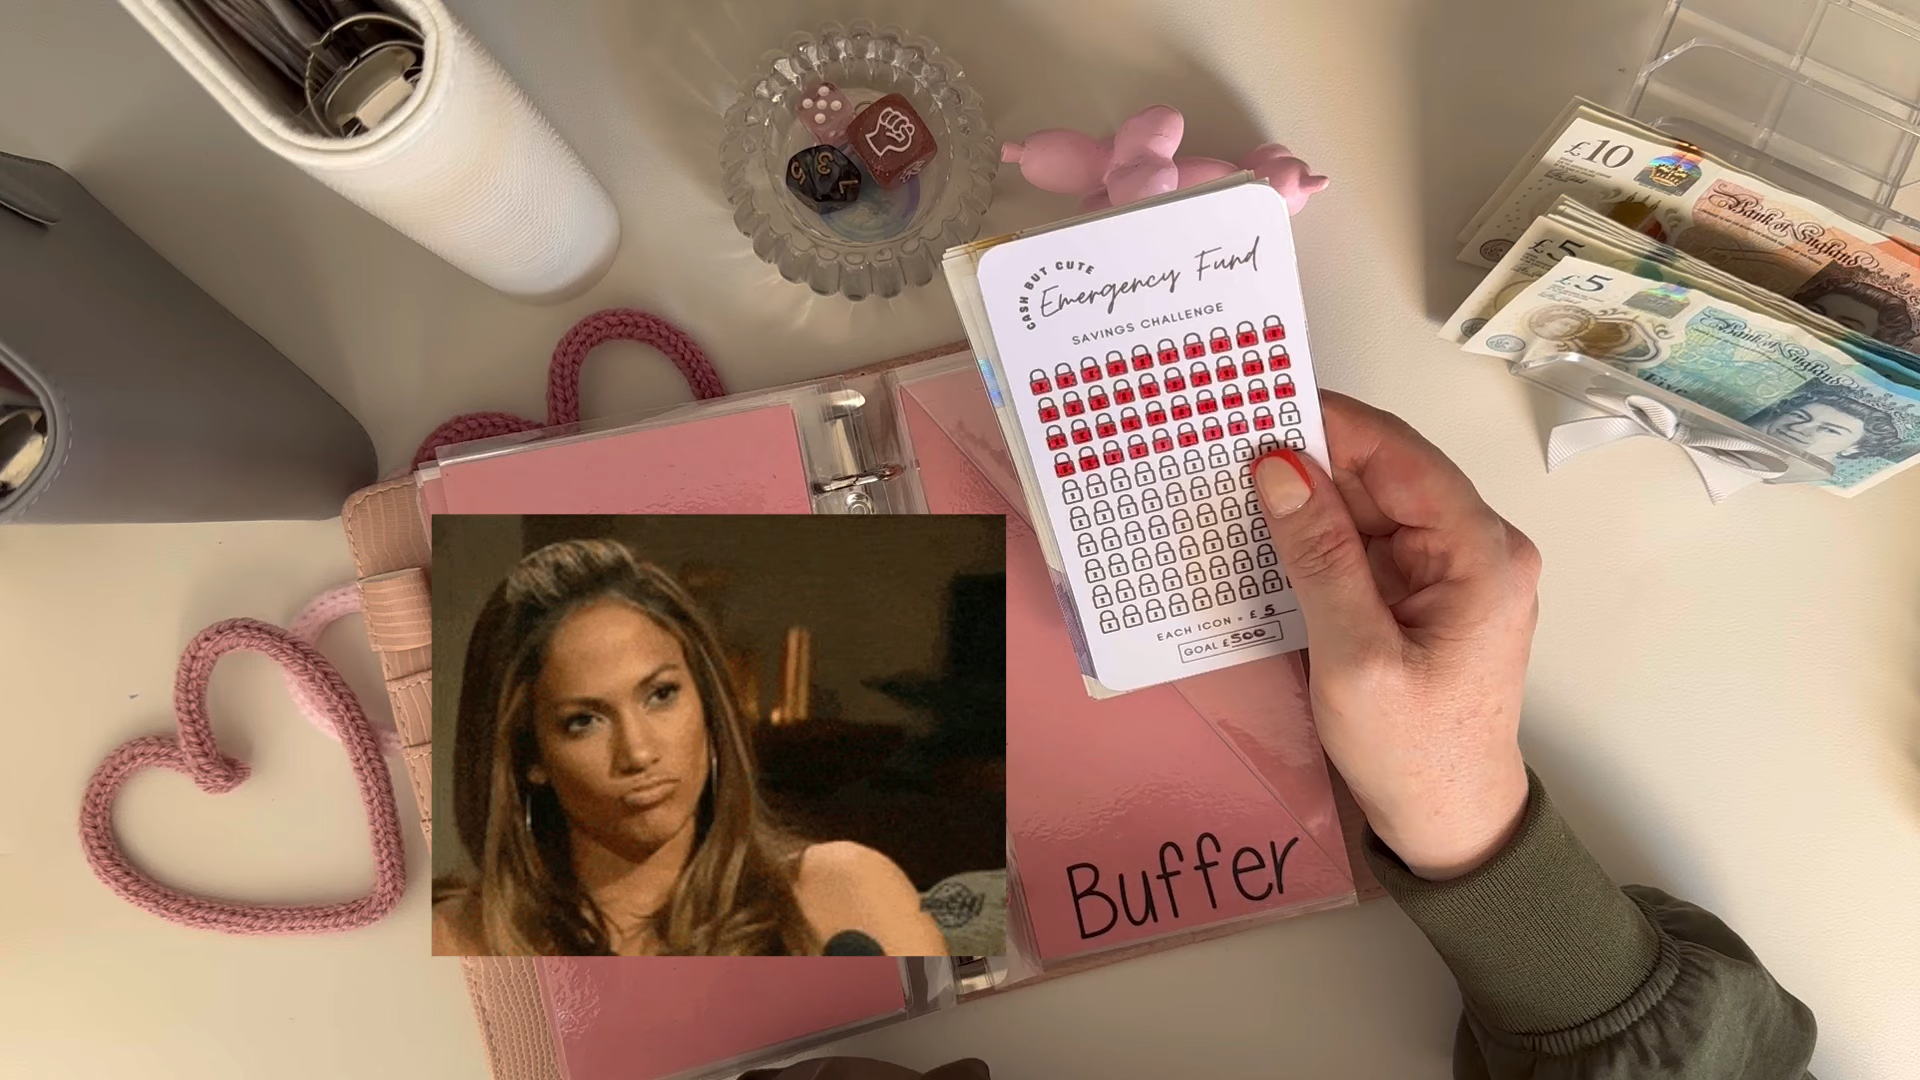 £10
Bank of England
£5
£5
Bank of England
CASH BUT CUTE
Emergency Fund
SAVINGS CHALLENGE
EACH ICON = £ 5
GOAL £500
Buffer